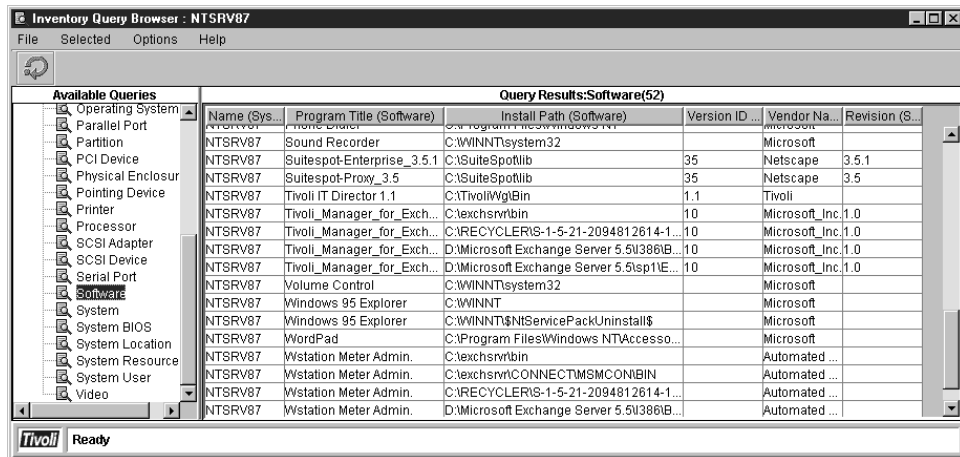 Inventory Query Browser : NTSRV87
File Selected Options Help
Available Queries
Operating System
Parallel Port
Partition
PCI Device
Physical Enclosur
Pointing Device
Printer
Processor
SCSI Adapter
SCSI Device
Serial Port
Software
System
System BIOS
System Location
System Resource
System User
Video
Query Results:Software(52)
Name (Sys... Program Title (Software) Install Path (Software) Version ID ... Vendor Na... Revision (S...
NTSRV87 Phone Dialer C:\Program Files\Windows NT Microsoft
NTSRV87 Sound Recorder C:\WINNT\system32 Microsoft
NTSRV87 Suitespot-Enterprise_3.5.1 C:\SuiteSpot\lib 35 Netscape 3.5.1
NTSRV87 Suitespot-Proxy_3.5 C:\SuiteSpot\lib 35 Netscape 3.5
NTSRV87 Tivoli IT Director 1.1 C:\TivoliWg\Bin 1.1 Tivoli
NTSRV87 Tivoli_Manager_for_Exch... C:\exchsrvr\bin 10 Microsoft_Inc. 1.0
NTSRV87 Tivoli_Manager_for_Exch... C:\RECYCLER\S-1-5-21-2094812614-1... 10 Microsoft_Inc. 1.0
NTSRV87 Tivoli_Manager_for_Exch... D:\Microsoft Exchange Server 5.5\I386\B... 10 Microsoft_Inc. 1.0
NTSRV87 Tivoli_Manager_for_Exch... D:\Microsoft Exchange Server 5.5\sp1\E... 10 Microsoft_Inc. 1.0
NTSRV87 Volume Control C:\WINNT\system32 Microsoft
NTSRV87 Windows 95 Explorer C:\WINNT Microsoft
NTSRV87 Windows 95 Explorer C:\WINNT\$NtServicePackUninstall$ Microsoft
NTSRV87 WordPad C:\Program Files\Windows NT\Accesso... Microsoft
NTSRV87 Wstation Meter Admin. C:\exchsrvr\bin Automated ...
NTSRV87 Wstation Meter Admin. C:\exchsrvr\CONNECT\MSMCON\BIN Automated ...
NTSRV87 Wstation Meter Admin. C:\RECYCLER\S-1-5-21-2094812614-1... Automated ...
NTSRV87 Wstation Meter Admin. D:\Microsoft Exchange Server 5.5\I386\B... Automated ...
Tivoli Ready